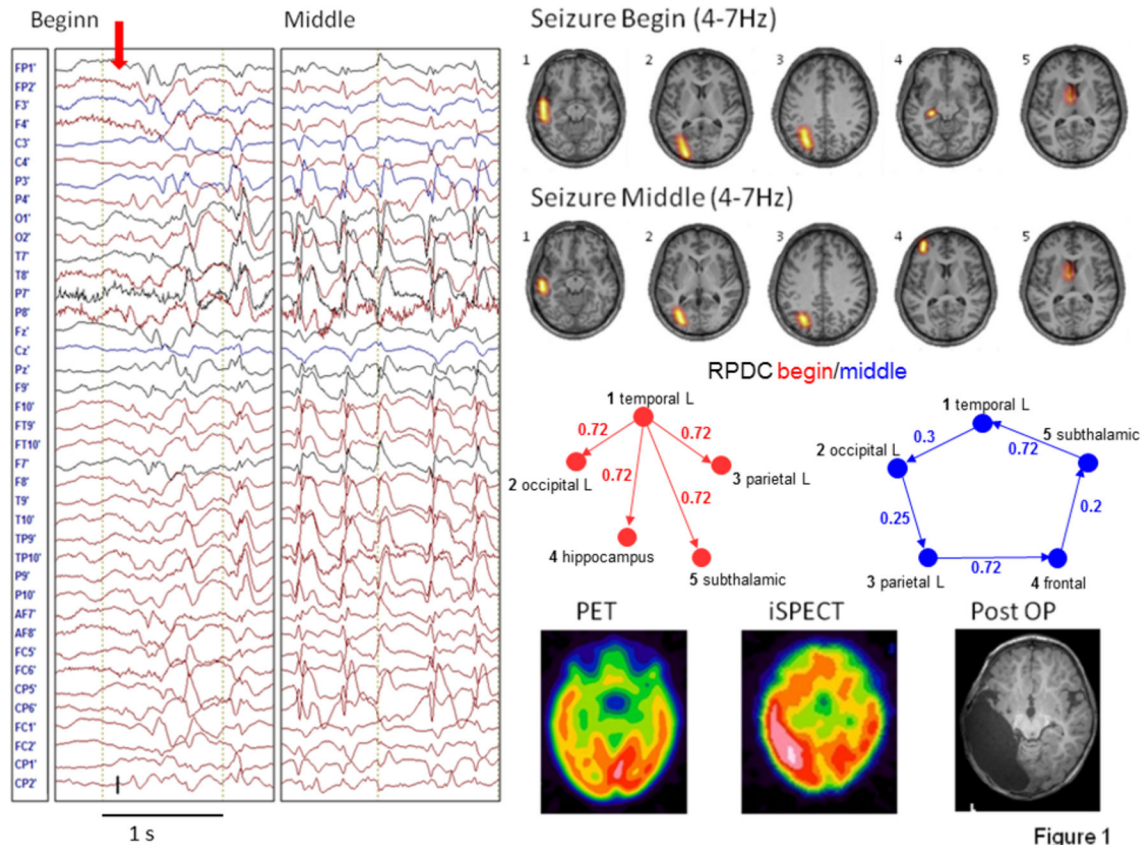 Beginn
Middle
FP1'
FP2'
F3'
F4'
C3'
C4'
P3'
P4'
O1'
O2'
T7'
T8'
P7'
P8'
Fz'
Cz'
Pz'
F9'
F10'
FT9'
FT10'
F7'
F8'
T9'
T10'
TP9'
TP10'
P9'
P10'
AF7'
AF8'
FC5'
FC6'
CP5'
CP6'
FC1'
FC2'
CP1'
CP2'
1 s
Seizure Begin (4-7Hz)
1 2 3 4 5
Seizure Middle (4-7Hz)
1 2 3 4 5
RPDC begin/middle
1 temporal L
0.72
0.72
0.72
0.72
2 occipital L
3 parietal L
4 hippocampus
5 subthalamic
1 temporal L
5 subthalamic
2 occipital L
0.3
0.72
0.25
0.2
0.72
3 parietal L
4 frontal
PET
iSPECT
Post OP
Figure 1